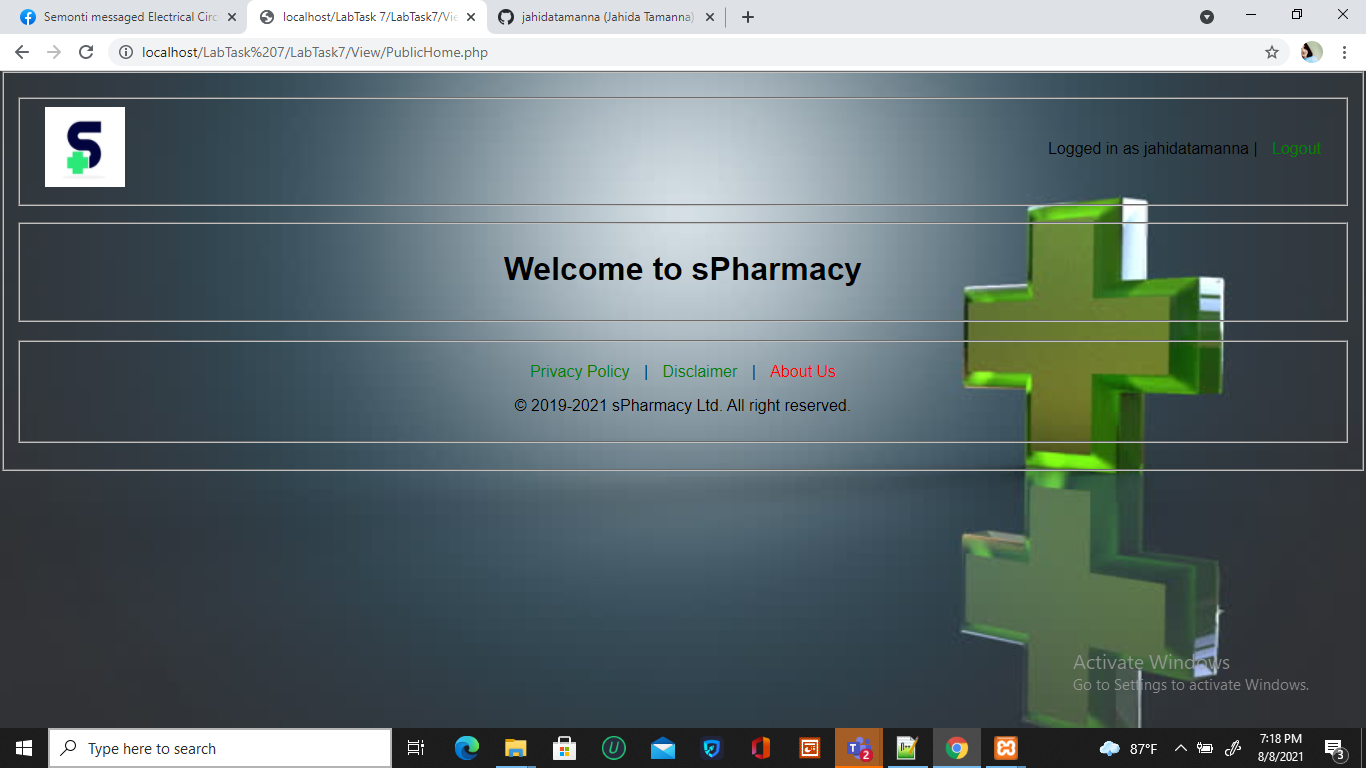 Semonti messaged Electrical Circ
localhost/LabTask 7/LabTask7/Vie
jahidatamanna (Jahida Tamanna)
localhost/LabTask%207/LabTask7/View/PublicHome.php
S
Logged in as jahidatamanna | Logout
Welcome to sPharmacy
Privacy Policy | Disclaimer | About Us
© 2019-2021 sPharmacy Ltd. All right reserved.
Activate Windows
Go to Settings to activate Windows.
Type here to search
2
87°F
7:18 PM
8/8/2021
3